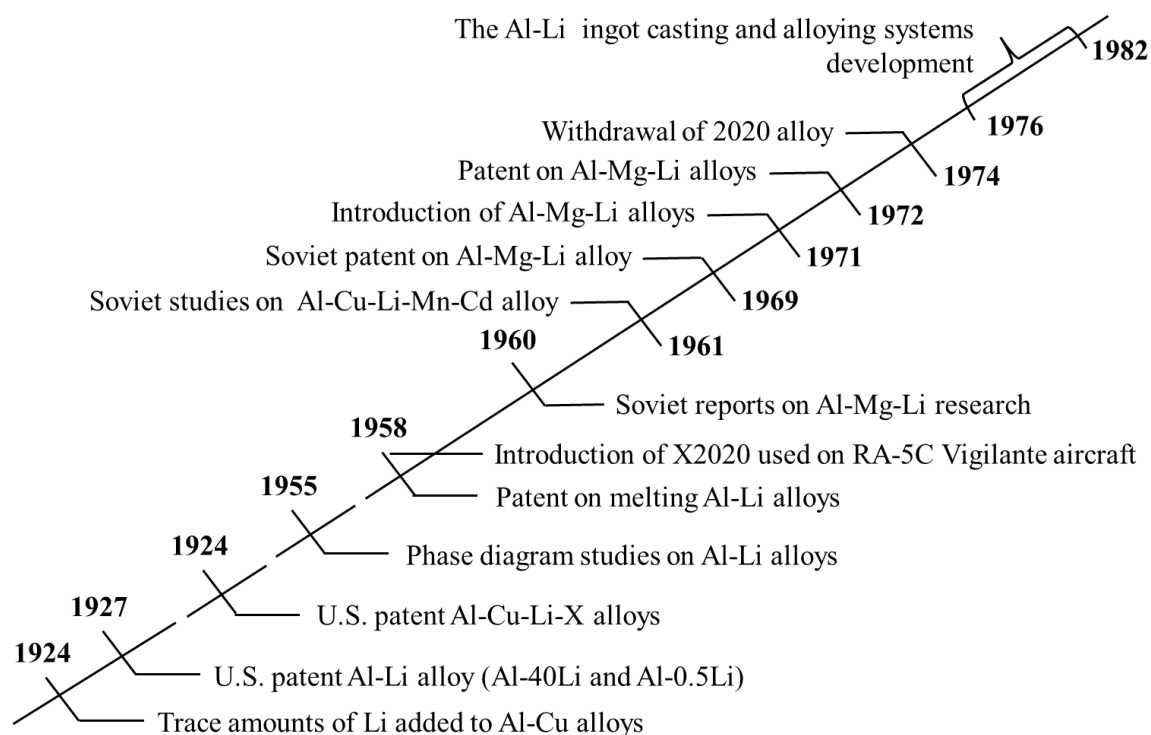 The Al-Li ingot casting and alloying systems
development
1982
1976
Withdrawal of 2020 alloy
1974
Patent on Al-Mg-Li alloys
1972
Introduction of Al-Mg-Li alloys
1971
Soviet patent on Al-Mg-Li alloy
1969
Soviet studies on Al-Cu-Li-Mn-Cd alloy
1961
1960
Soviet reports on Al-Mg-Li research
1958
Introduction of X2020 used on RA-5C Vigilante aircraft
Patent on melting Al-Li alloys
1955
Phase diagram studies on Al-Li alloys
1924
U.S. patent Al-Cu-Li-X alloys
1927
U.S. patent Al-Li alloy (Al-40Li and Al-0.5Li)
1924
Trace amounts of Li added to Al-Cu alloys